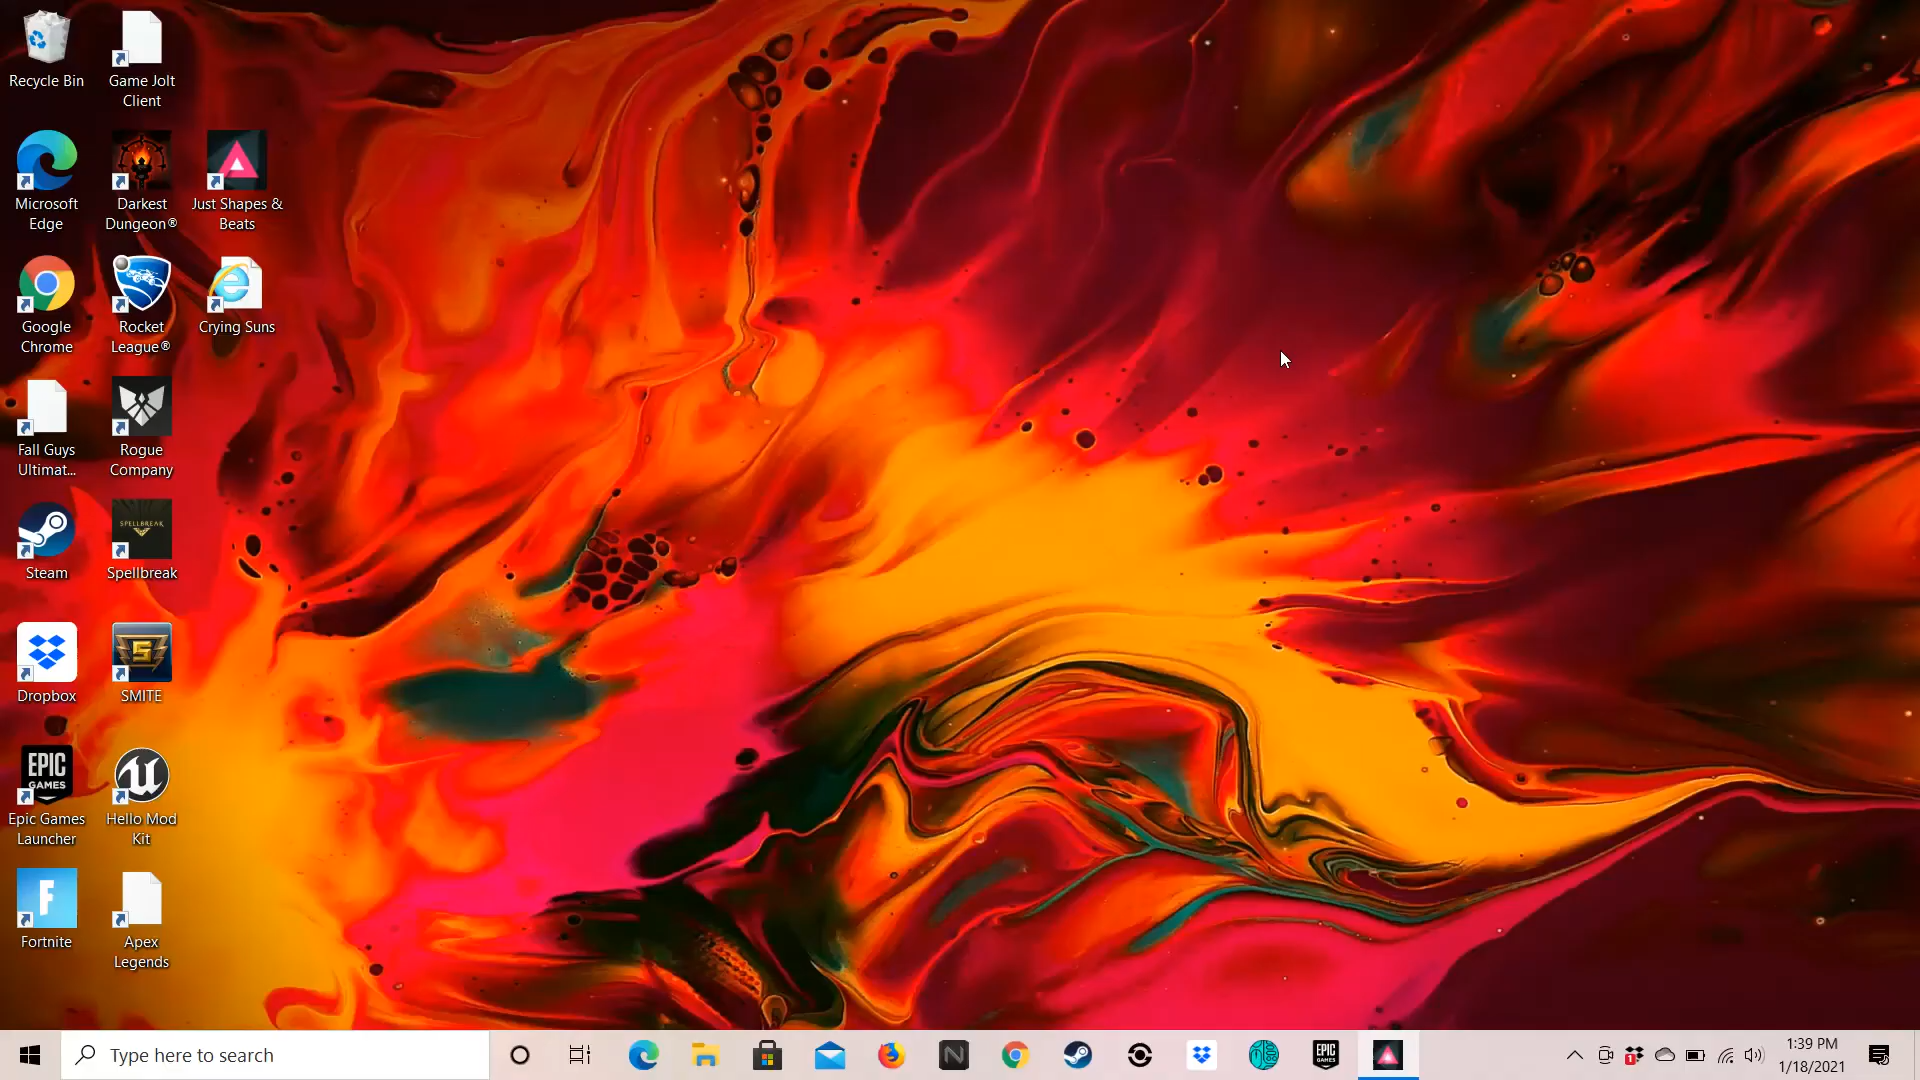 Recycle Bin
Game Jolt
Client
Microsoft
Edge
Darkest
Dungeon®
Just Shapes &
Beats
Google
Chrome
Rocket
League®
Crying Suns
Fall Guys
Ultimat...
Rogue
Company
Steam
SPELLBREAK
Spellbreak
Dropbox
S
SMITE
EPIC
GAMES
Epic Games
Launcher
Hello Mod
Kit
F
Fortnite
Apex
Legends
Type here to search
N
EPIC
GAMES
1
1:39 PM
1/18/2021